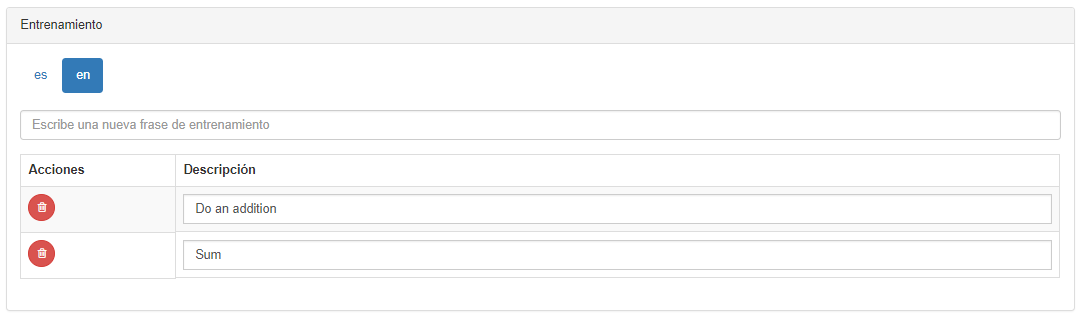 Entrenamiento
es en
Escribe una nueva frase de entrenamiento
Acciones Descripción
Do an addition
Sum